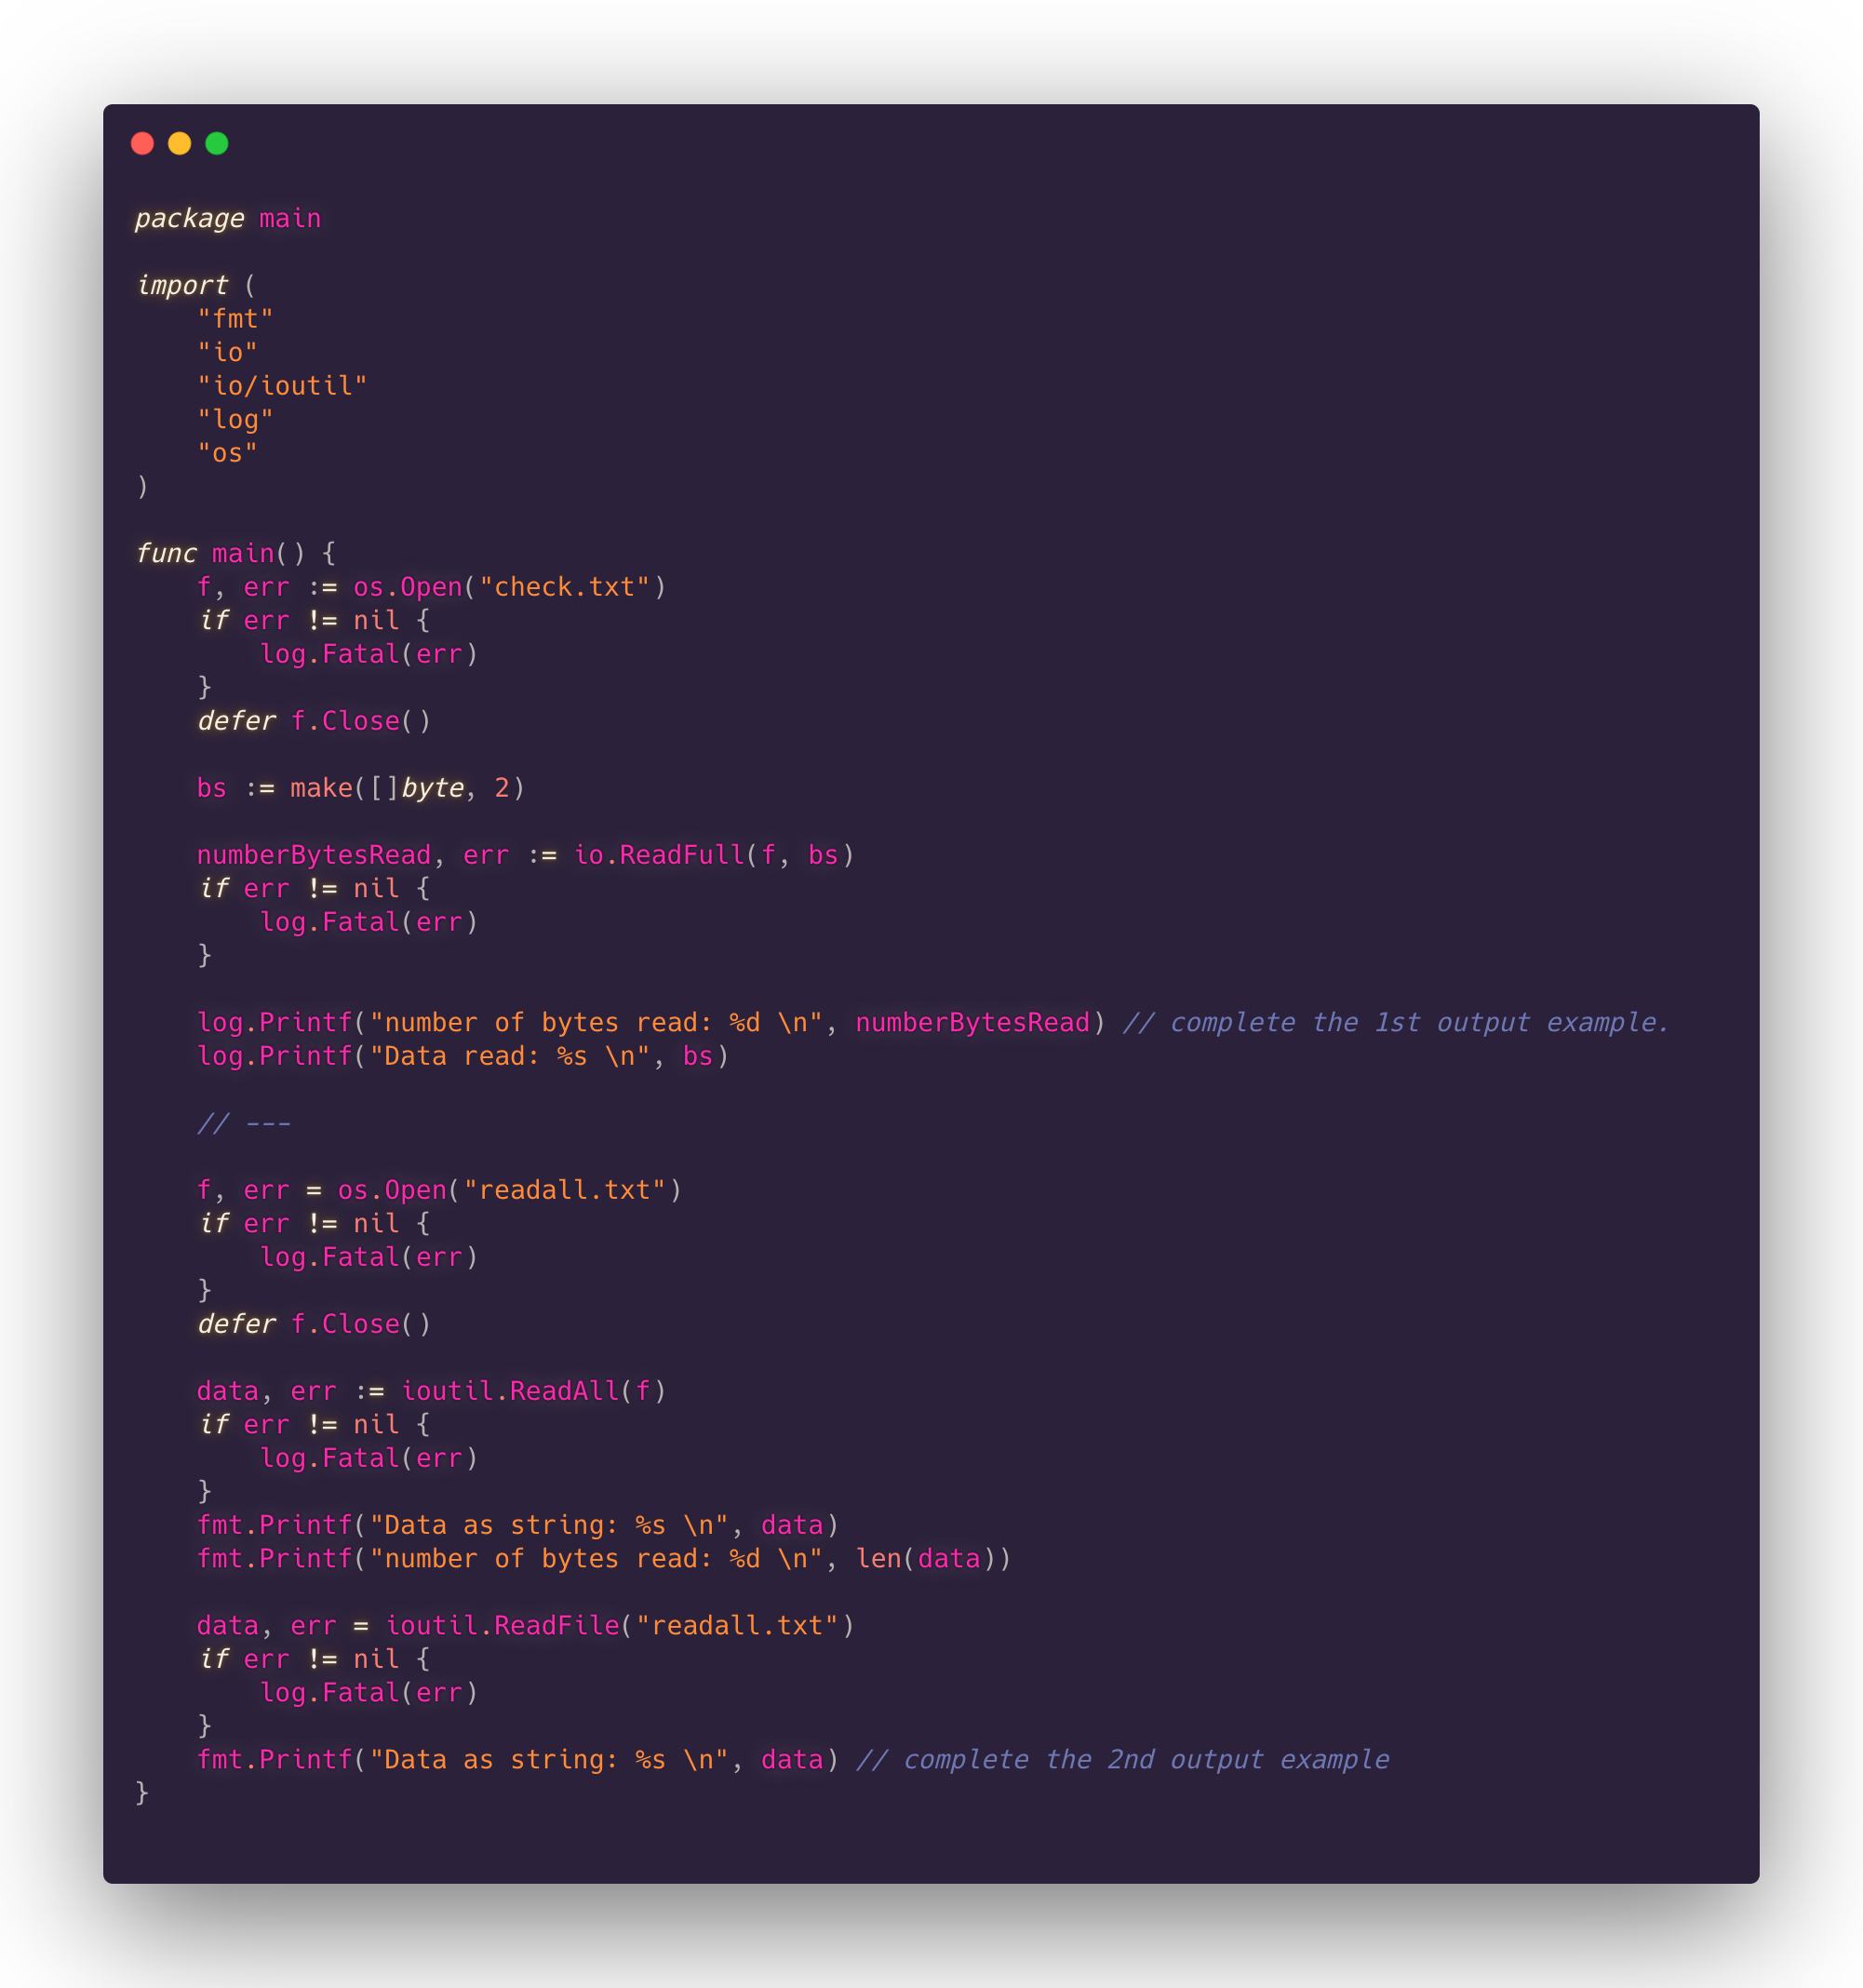 package main

import (
    "fmt"
    "io"
    "io/ioutil"
    "log"
    "os"
)

func main() {
    f, err := os.Open("check.txt")
    if err != nil {
        log.Fatal(err)
    }
    defer f.Close()

    bs := make([]byte, 2)

    numberBytesRead, err := io.ReadFull(f, bs)
    if err != nil {
        log.Fatal(err)
    }

    log.Printf("number of bytes read: %d \n", numberBytesRead) // complete the 1st output example.
    log.Printf("Data read: %s \n", bs)

    // ---

    f, err = os.Open("readall.txt")
    if err != nil {
        log.Fatal(err)
    }
    defer f.Close()

    data, err := ioutil.ReadAll(f)
    if err != nil {
        log.Fatal(err)
    }
    fmt.Printf("Data as string: %s \n", data)
    fmt.Printf("number of bytes read: %d \n", len(data))

    data, err = ioutil.ReadFile("readall.txt")
    if err != nil {
        log.Fatal(err)
    }
    fmt.Printf("Data as string: %s \n", data) // complete the 2nd output example
}